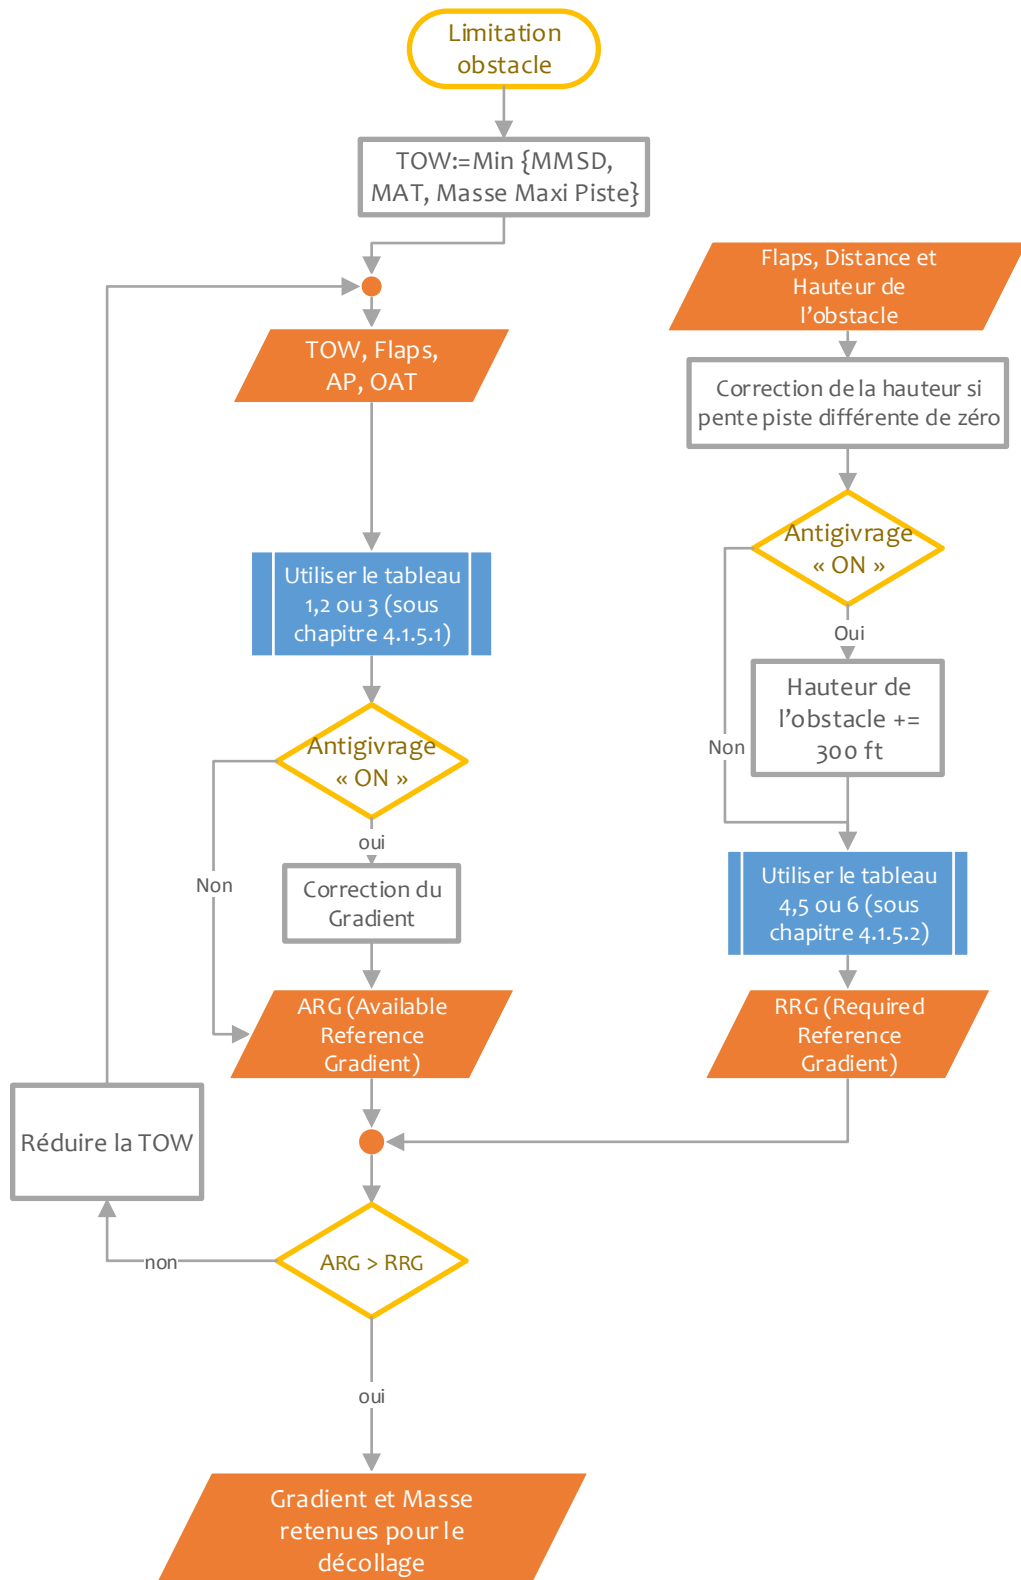 Limitation
obstacle
TOW:=Min {MMSD,
MAT, Masse Maxi Piste}
Flaps, Distance et
Hauteur de
l'obstacle
TOW, Flaps,
AP, OAT
Correction de la hauteur si
pente piste différente de zéro
Antigivrage
« ON »
Oui
Non
Hauteur de
l'obstacle +=
300 ft
Utiliser le tableau
1,2 ou 3 (sous
chapitre 4.1.5.1)
Antigivrage
« ON »
oui
Non
Correction du
Gradient
Utiliser le tableau
4,5 ou 6 (sous
chapitre 4.1.5.2)
ARG (Available
Reference
Gradient)
RRG (Required
Reference
Gradient)
Réduire la TOW
ARG > RRG
non
oui
Gradient et Masse
retenues pour le
décollage